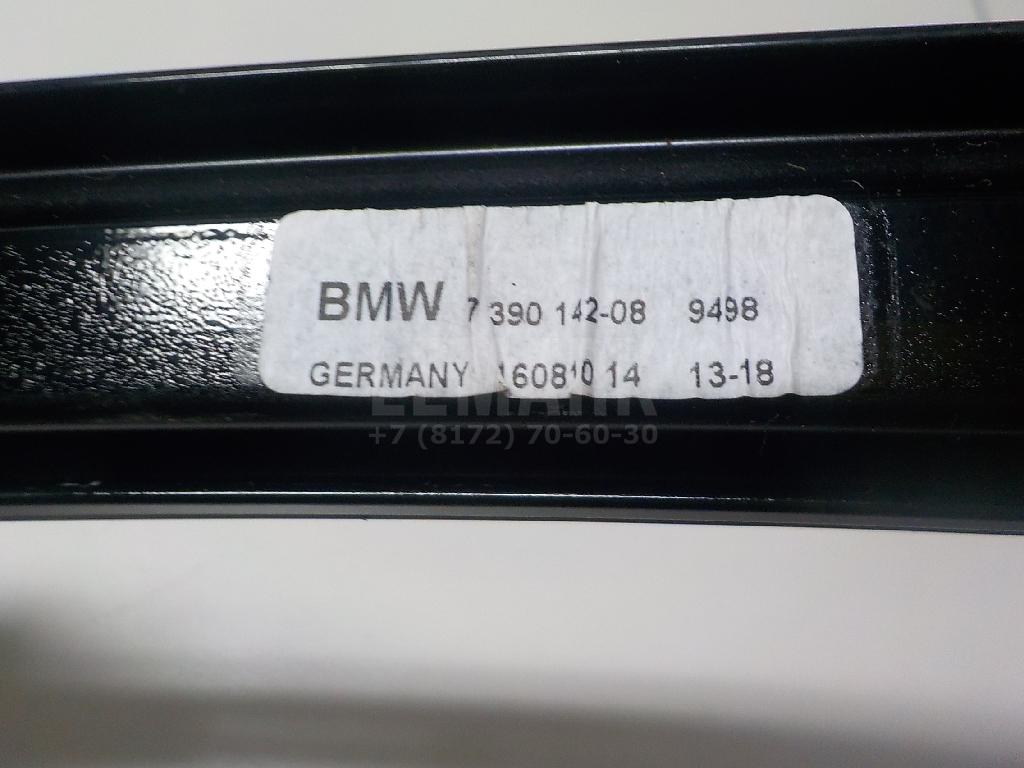 BMW 7 390 142-08 9498
GERMANY 160810 14 13-18
+7 (8172) 70-60-30